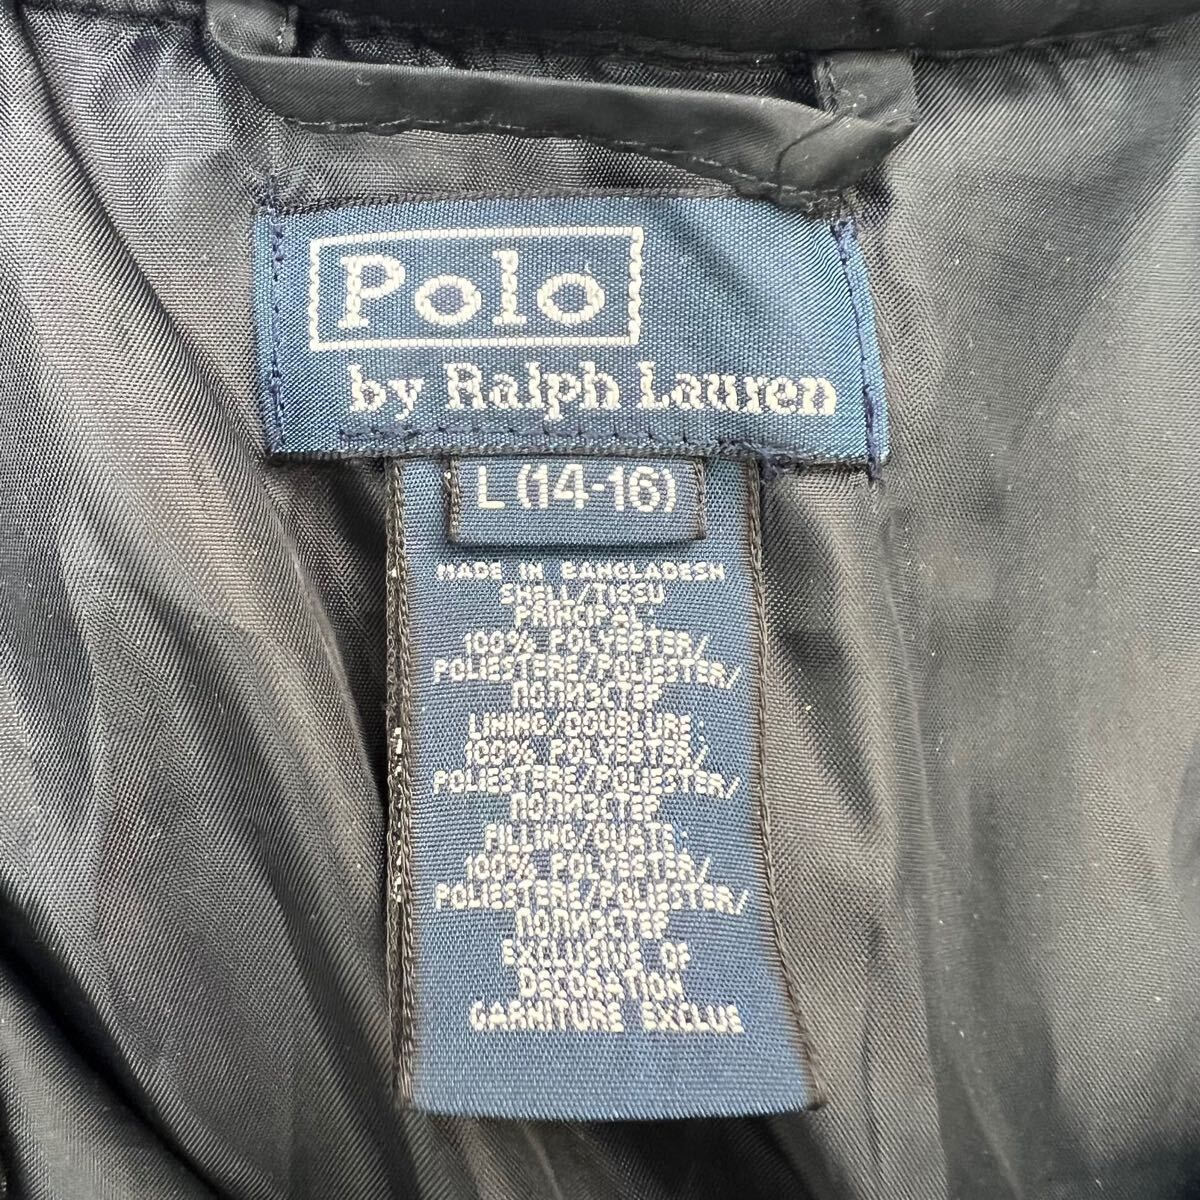 Polo
by Ralph Lauren
L (14-16)
MADE IN BANGLADESH
SHELL/TISSU
PRINCIPAL
100% POLYESTER/
POLIESTERE/POLIESTER/
ПОЛИЭСТЕР
LINING/DOUBLURE:
100% POLYESTER/
POLIESTERE/POLIESTER/
ПОЛИЭСТЕР
FILLING/OUATE:
100% POLYESTER/
POLIESTERE/POLIESTER/
ПОЛИЭСТЕР
EXCLUSIVE OF
DECORATION
GARNITURE EXCLUE